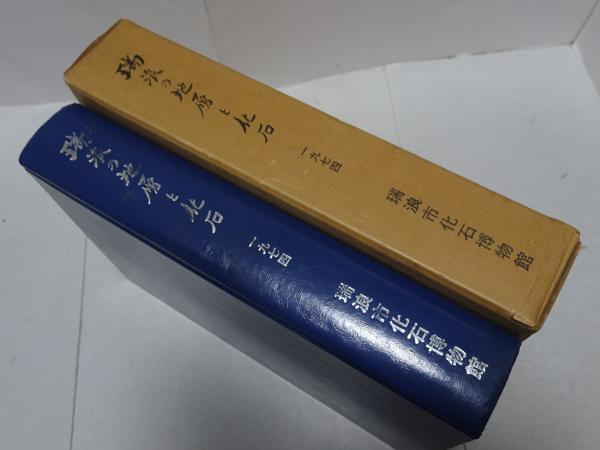 瑞浪の地層と化石
一九七四
瑞浪市化石博物館
瑞浪の地層と化石
一九七四
瑞浪市化石博物館